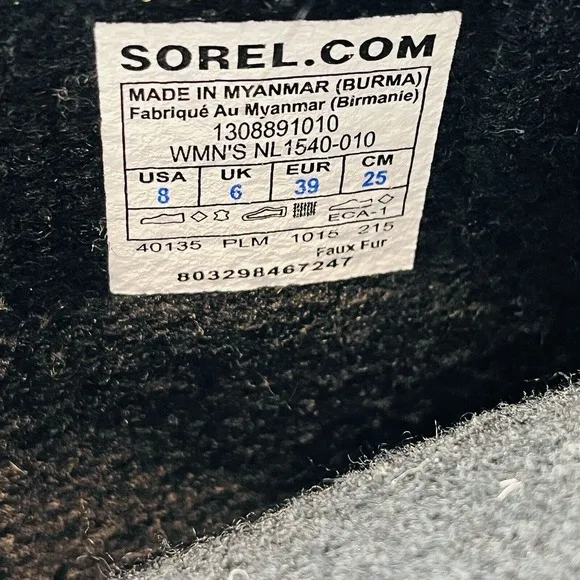 SOREL.COM
MADE IN MYANMAR (BURMA)
Fabriqué Au Myanmar (Birmanie)
1308891010
WMN'S NL1540-010
USA UK EUR CM
8 6 39 25
ECA-1
40135 PLM 1015 215
Faux Fur
803298467247